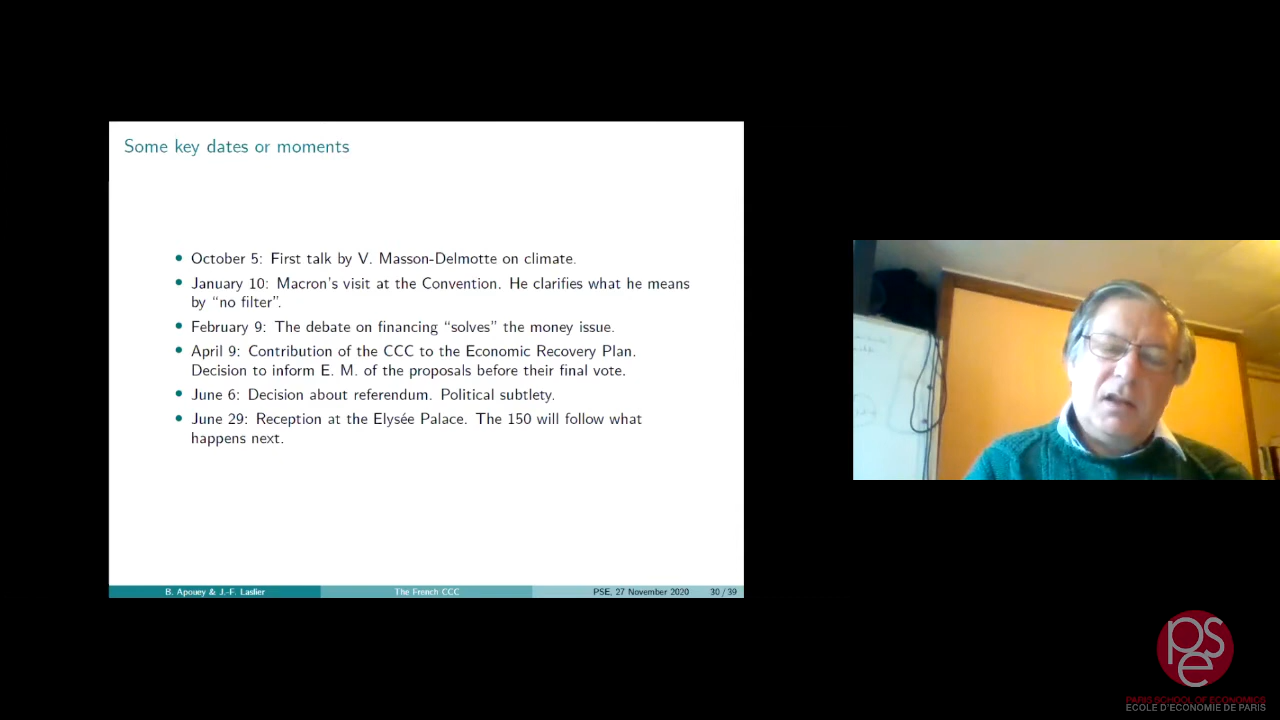 Some key dates or moments
• October 5: First talk by V. Masson-Delmotte on climate.
• January 10: Macron's visit at the Convention. He clarifies what he means
by "no filter".
• February 9: The debate on financing "solves" the money issue.
• April 9: Contribution of the CCC to the Economic Recovery Plan.
Decision to inform E. M. of the proposals before their final vote.
• June 6: Decision about referendum. Political subtlety.
• June 29: Reception at the Elysée Palace. The 150 will follow what
happens next.
B. Apouey & J.-F. Laslier The French CCC PSE, 27 November 2020 30 / 39
pse
PARIS SCHOOL OF ECONOMICS
ECOLE D'ECONOMIE DE PARIS